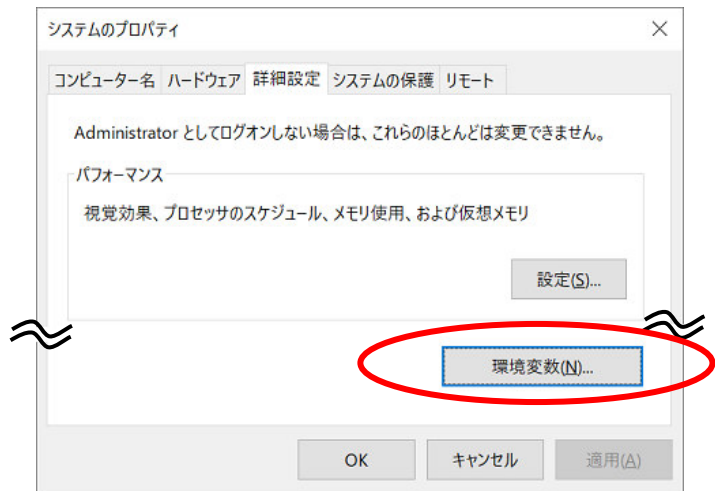 システムのプロパティ
コンピューター名 ハードウェア 詳細設定 システムの保護 リモート
Administrator としてログオンしない場合は、これらのほとんどは変更できません。
パフォーマンス
視覚効果、プロセッサのスケジュール、メモリ使用、および仮想メモリ
設定(S)...
環境変数(N)...
OK キャンセル 適用(A)